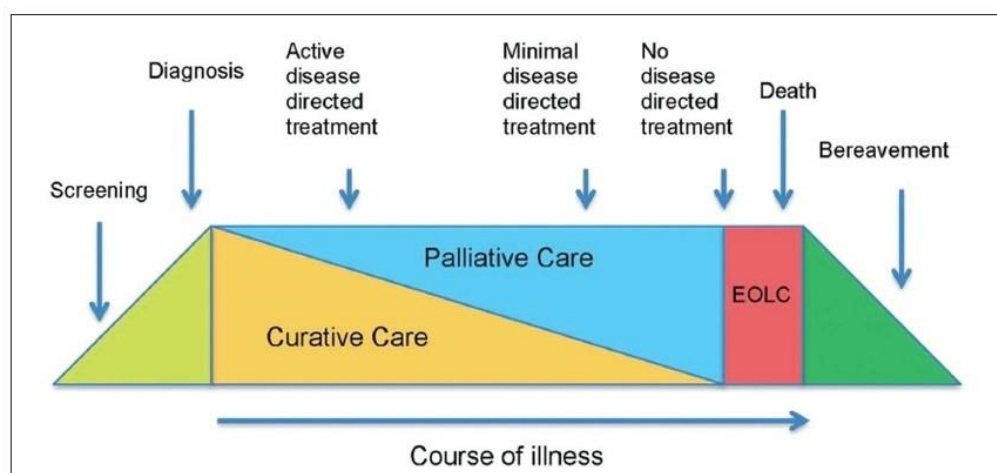 Screening
Diagnosis
Active
disease
directed
treatment
Minimal
disease
directed
treatment
No
disease
directed
treatment
Death
Bereavement
Palliative Care
Curative Care
EOLC
Course of illness